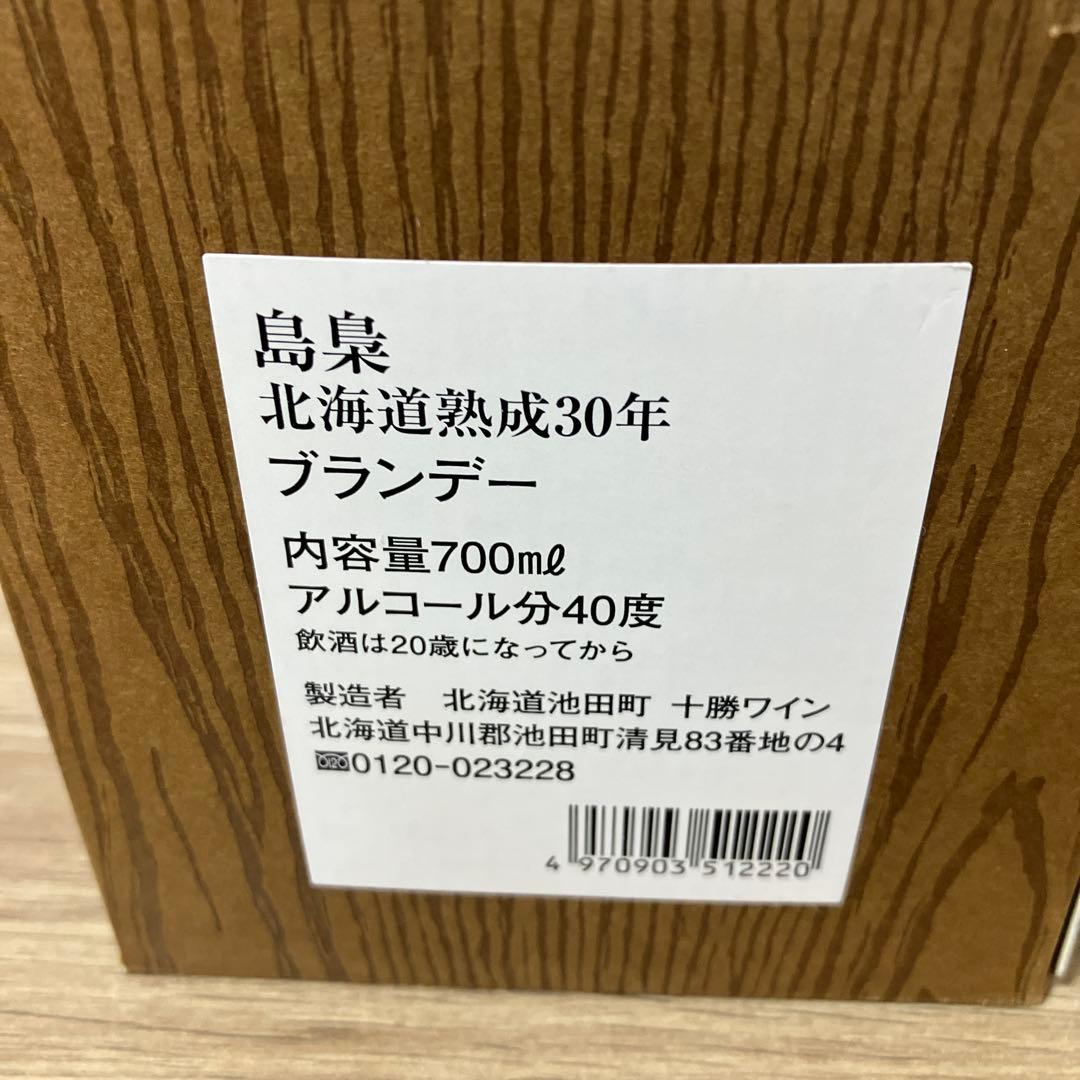 島梟
北海道熟成30年
ブランデー
内容量700㎖
アルコール分40度
飲酒は20歳になってから
製造者　北海道池田町　十勝ワイン
北海道中川郡池田町清見83番地の4
0120-023228
4 970903 512220